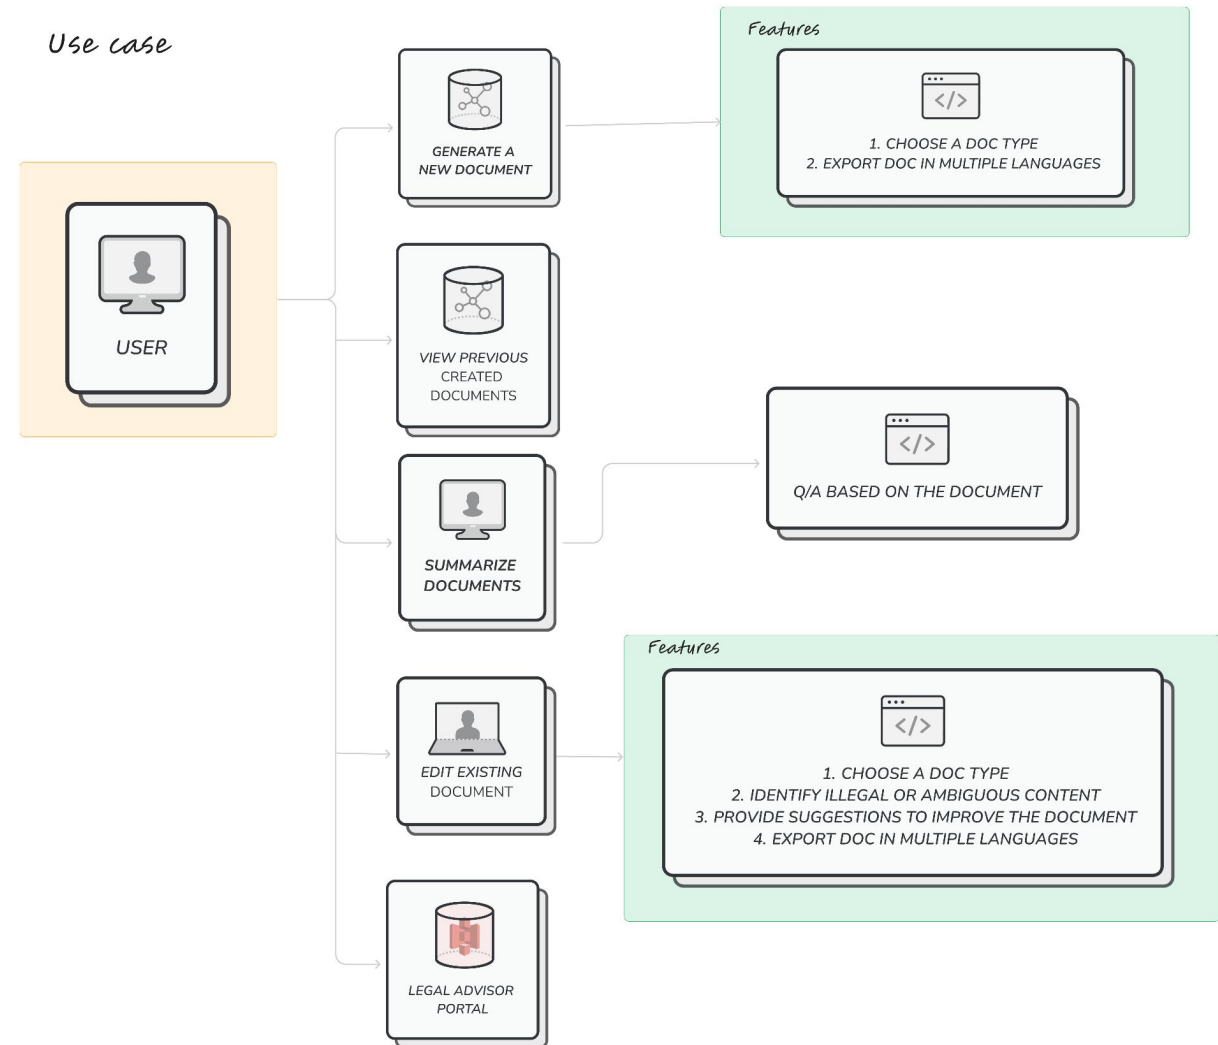 Use case
Features
1. CHOOSE A DOC TYPE
2. EXPORT DOC IN MULTIPLE LANGUAGES
GENERATE A
NEW DOCUMENT
USER
VIEW PREVIOUS
CREATED
DOCUMENTS
Q/A BASED ON THE DOCUMENT
SUMMARIZE
DOCUMENTS
Features
1. CHOOSE A DOC TYPE
2. IDENTIFY ILLEGAL OR AMBIGUOUS CONTENT
3. PROVIDE SUGGESTIONS TO IMPROVE THE DOCUMENT
4. EXPORT DOC IN MULTIPLE LANGUAGES
EDIT EXISTING
DOCUMENT
LEGAL ADVISOR
PORTAL